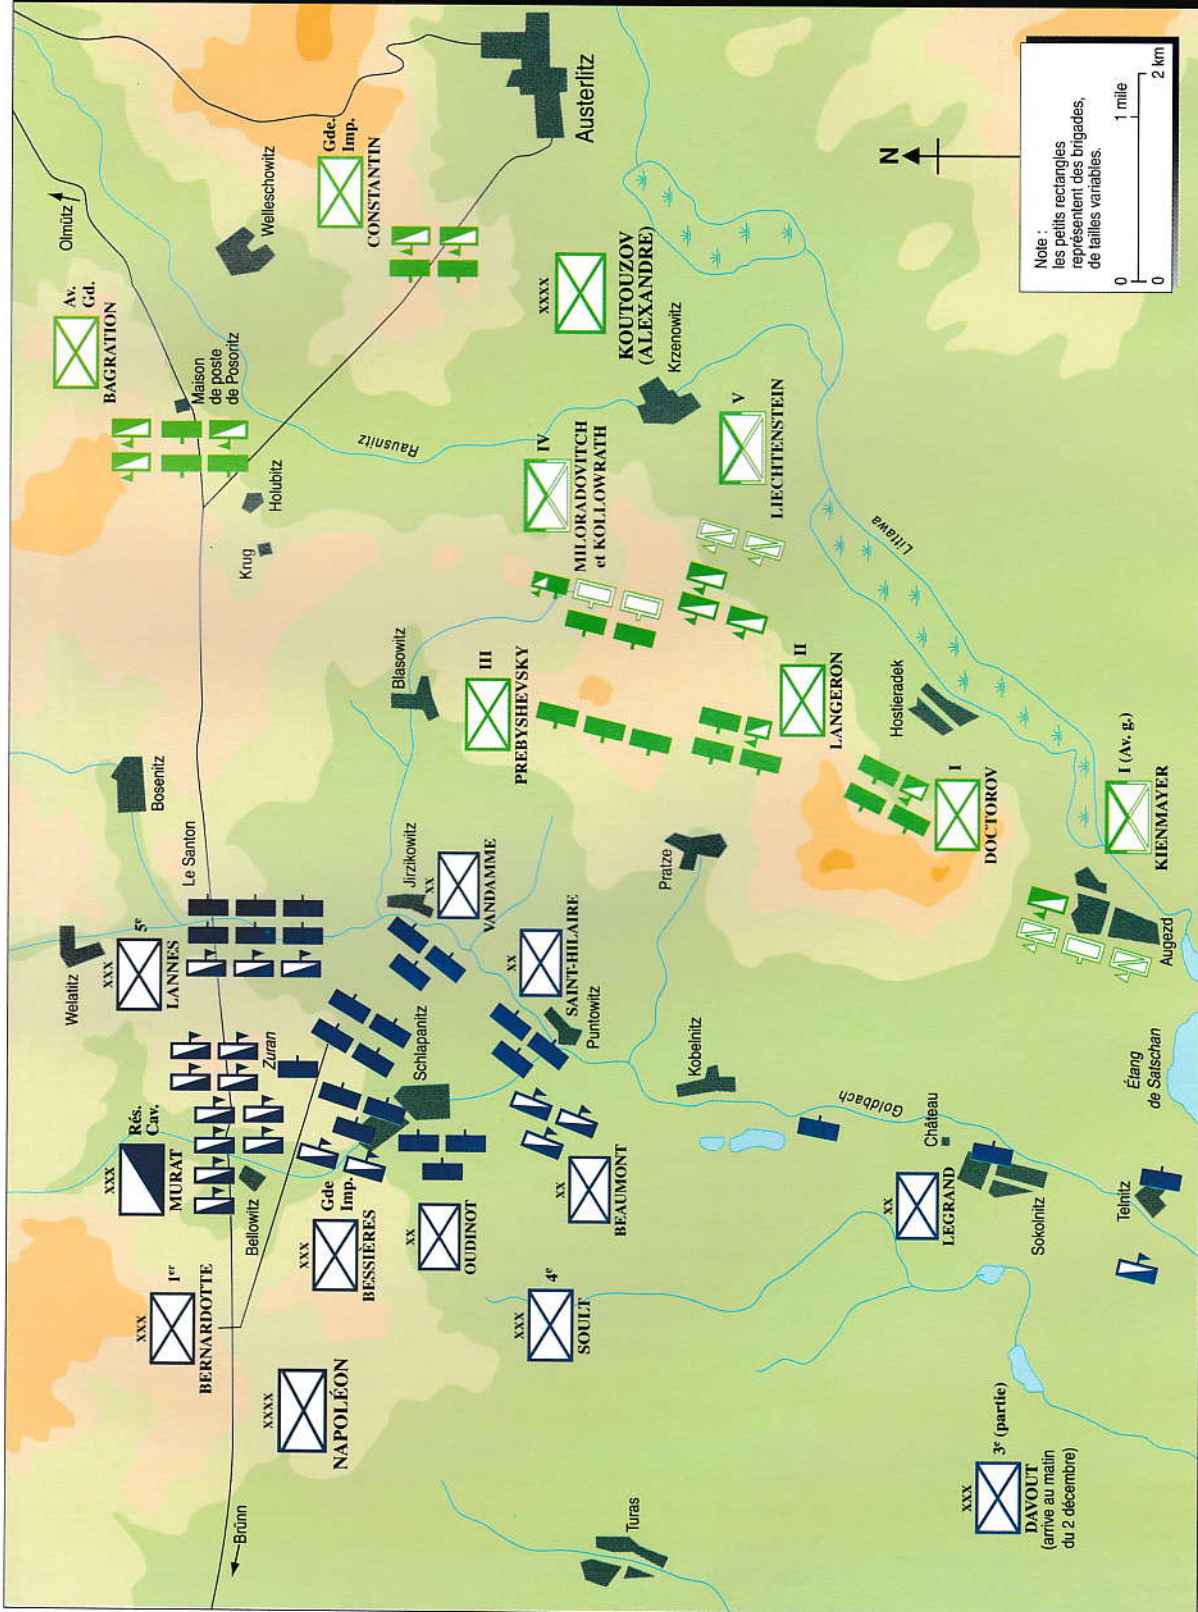 Olmütz
Av.
Gd.
BAGRATION
Maison
de poste
de Posoritz
Welleschowitz
Gde.
Imp.
CONSTANTIN
Austerlitz
Holubitz
Krug
Rausnitz
XXXX
KOUTOUZOV
(ALEXANDRE)
Krzenowitz
IV
MILORADOVITCH
et KOLLOWRATH
V
LIECHTENSTEIN
Littawa
N
Note :
les petits rectangles
représentent des brigades,
de tailles variables.
0
1 mile
0
2 km
Bosenitz
Blasowitz
III
PREBYSHEVSKY
II
LANGERON
Hostieradek
I
DOCTOROV
I (Av. g.)
KIENMAYER
Augezd
Pratze
Le Santon
Welatitz
XXX
5e
LANNES
Jirzikowitz
XX
VANDAMME
XX
SAINT-HILAIRE
Puntowitz
Schlapanitz
Zuran
Rés.
Cav.
XXX
MURAT
Bellowitz
Kobelnitz
Goldbach
Château
Étang
de Satschan
XXX
1er
BERNARDOTTE
Gde
Imp.
XXX
BESSIÈRES
XX
OUDINOT
XX
BEAUMONT
XX
LEGRAND
Sokolnitz
Telnitz
XXXX
NAPOLÉON
XXX
4e
SOULT
Brünn
Turas
XXX
3e (partie)
DAVOUT
(arrive au matin
du 2 décembre)